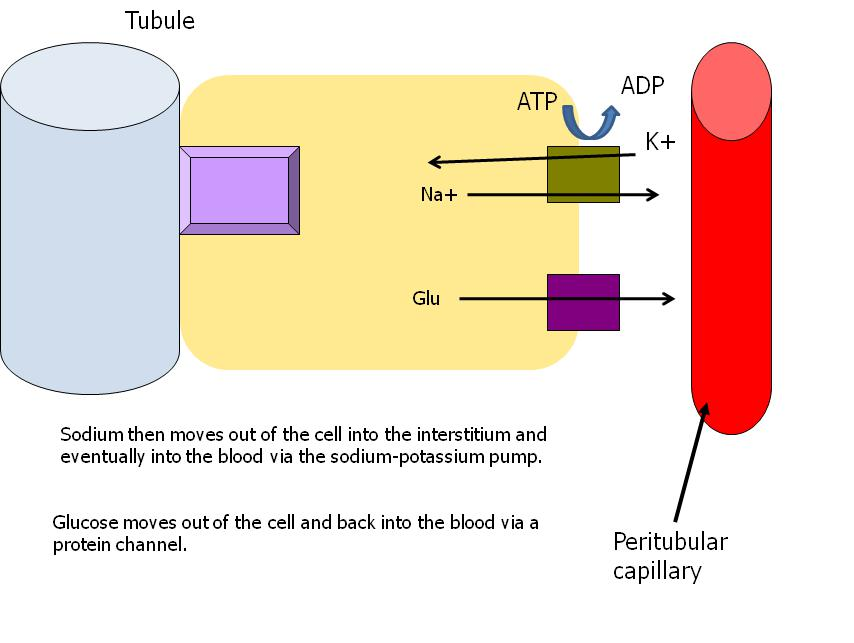 Tubule
ATP
ADP
K+
Na+
Glu
Sodium then moves out of the cell into the interstitium and
eventually into the blood via the sodium-potassium pump.
Glucose moves out of the cell and back into the blood via a
protein channel.
Peritubular
capillary